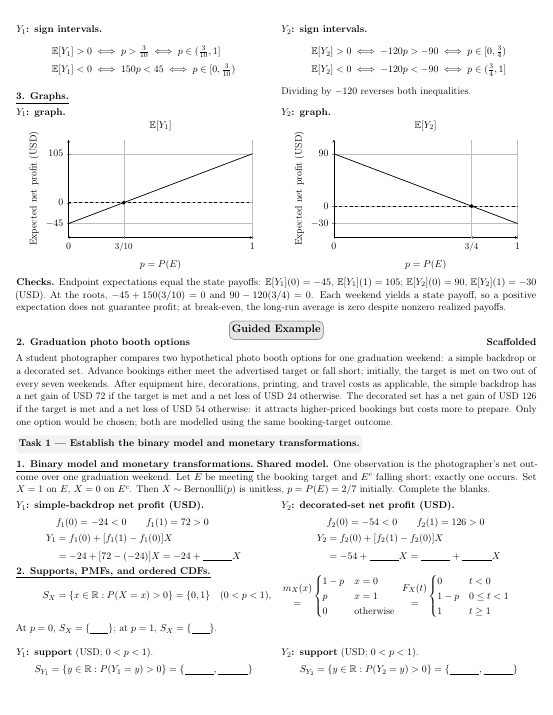 Y₁: sign intervals.
𝔼[Y₁] > 0 ⟺ p > 3/10 ⟺ p ∈ (3/10, 1]
𝔼[Y₁] < 0 ⟺ 150p < 45 ⟺ p ∈ [0, 3/10)
Y₂: sign intervals.
𝔼[Y₂] > 0 ⟺ −120p > −90 ⟺ p ∈ [0, 3/4)
𝔼[Y₂] < 0 ⟺ −120p < −90 ⟺ p ∈ (3/4, 1]
Dividing by −120 reverses both inequalities.
3. Graphs.
Y₁: graph.
𝔼[Y₁]
Expected net profit (USD)
105
0
−45
0
3/10
1
p = P(E)
Y₂: graph.
𝔼[Y₂]
Expected net profit (USD)
90
0
−30
0
3/4
1
p = P(E)
Checks. Endpoint expectations equal the state payoffs: 𝔼[Y₁](0) = −45, 𝔼[Y₁](1) = 105; 𝔼[Y₂](0) = 90, 𝔼[Y₂](1) = −30
(USD). At the roots, −45 + 150(3/10) = 0 and 90 − 120(3/4) = 0. Each weekend yields a state payoff, so a positive
expectation does not guarantee profit; at break-even, the long-run average is zero despite nonzero realized payoffs.
Guided Example
2. Graduation photo booth options Scaffolded
A student photographer compares two hypothetical photo booth options for one graduation weekend: a simple backdrop or
a decorated set. Advance bookings either meet the advertised target or fall short; initially, the target is met on two out of
every seven weekends. After equipment hire, decorations, printing, and travel costs as applicable, the simple backdrop has
a net gain of USD 72 if the target is met and a net loss of USD 24 otherwise. The decorated set has a net gain of USD 126
if the target is met and a net loss of USD 54 otherwise: it attracts higher-priced bookings but costs more to prepare. Only
one option would be chosen; both are modelled using the same booking-target outcome.
Task 1 — Establish the binary model and monetary transformations.
1. Binary model and monetary transformations. Shared model. One observation is the photographer's net out-
come over one graduation weekend. Let E be meeting the booking target and Eᶜ falling short; exactly one occurs. Set
X = 1 on E, X = 0 on Eᶜ. Then X ∼ Bernoulli(p) is unitless, p = P(E) = 2/7 initially. Complete the blanks.
Y₁: simple-backdrop net profit (USD).
f₁(0) = −24 < 0 f₁(1) = 72 > 0
Y₁ = f₁(0) + [f₁(1) − f₁(0)]X
= −24 + [72 − (−24)]X = −24 + ____X
Y₂: decorated-set net profit (USD).
f₂(0) = −54 < 0 f₂(1) = 126 > 0
Y₂ = f₂(0) + [f₂(1) − f₂(0)]X
= −54 + ____X = ____ + ____X
2. Supports, PMFs, and ordered CDFs.
S_X = {x ∈ ℝ : P(X = x) > 0} = {0, 1} (0 < p < 1),
m_X(x) = {1 − p x = 0
p x = 1
0 otherwise
F_X(t) = {0 t < 0
1 − p 0 ≤ t < 1
1 t ≥ 1
At p = 0, S_X = {___}; at p = 1, S_X = {___}.
Y₁: support (USD; 0 < p < 1).
S_Y₁ = {y ∈ ℝ : P(Y₁ = y) > 0} = {____, ____}
Y₂: support (USD; 0 < p < 1).
S_Y₂ = {y ∈ ℝ : P(Y₂ = y) > 0} = {____, ____}